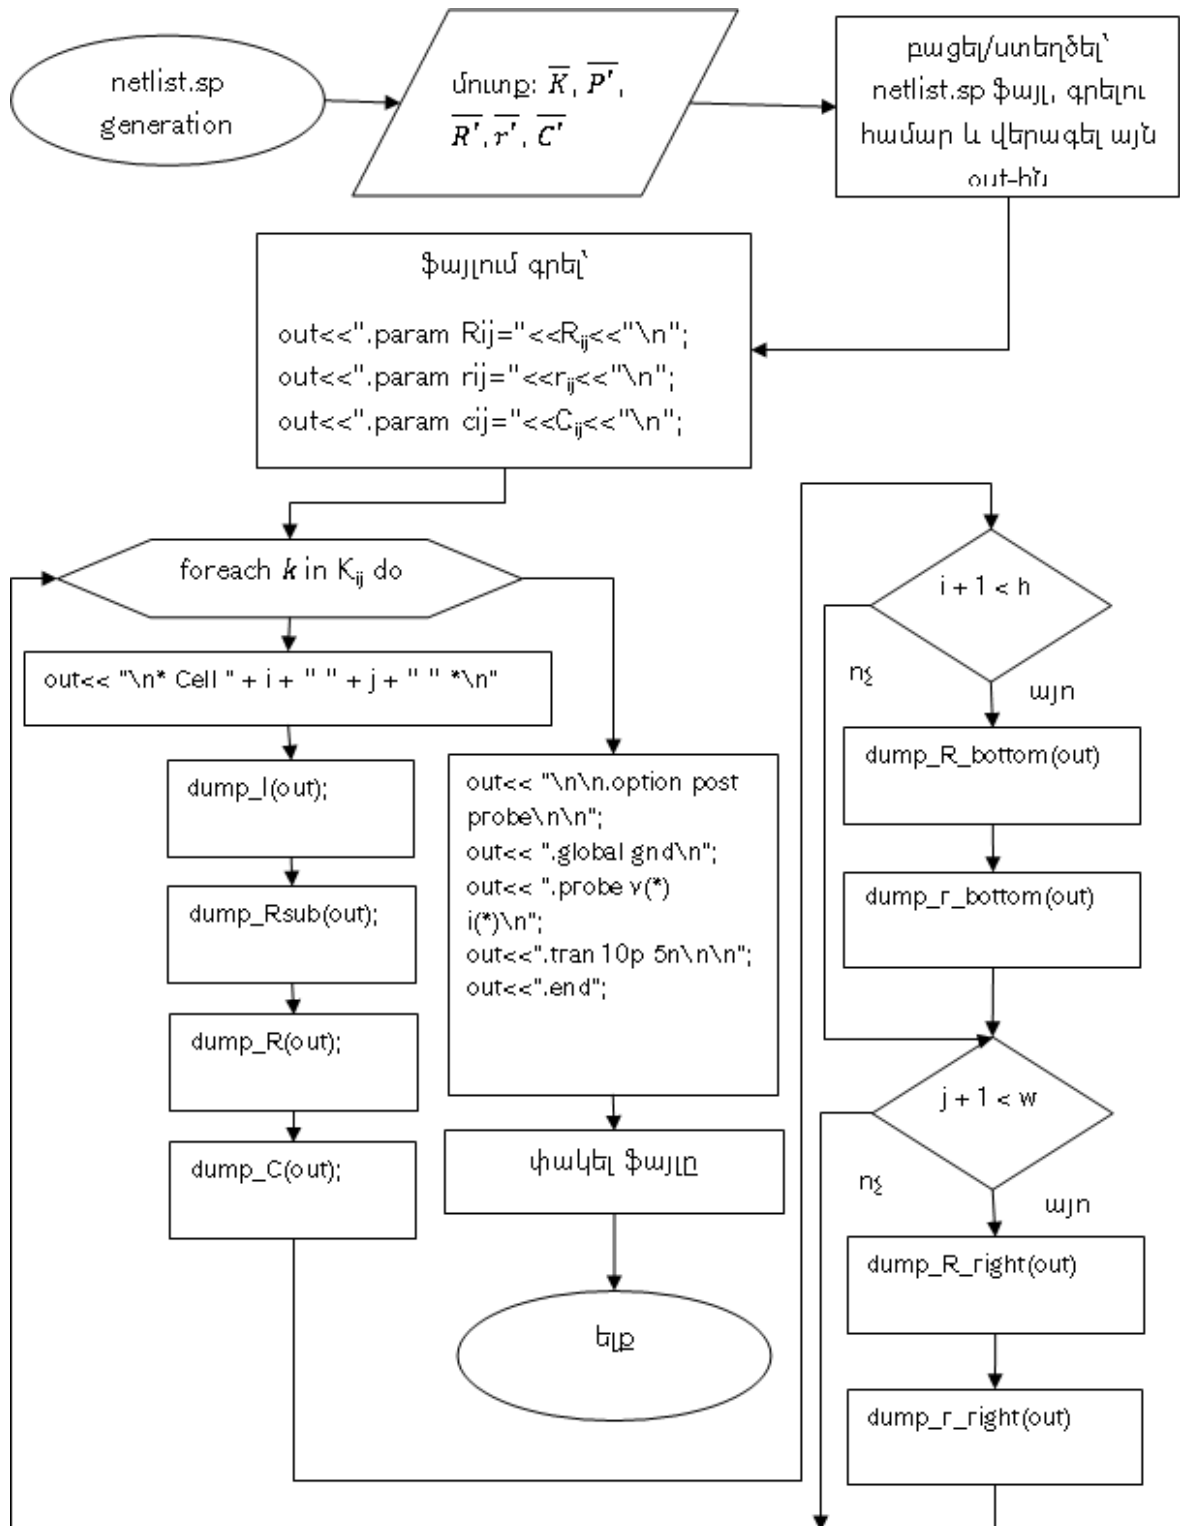 netlist.sp
generation
մուտք: K, P',
R', r', C'
բացել/ստեղծել՝
netlist.sp ֆայլ, գրելու
համար և վերագել այն
out-ին
ֆայլում գրել՝
out<<".param Rij="<<Rij<<"\n";
out<<".param rij="<<rij<<"\n";
out<<".param cij="<<Cij<<"\n";
foreach k in Kij do
out<< "\n* Cell " + i + " " + j + " " *\n"
dump_I(out);
dump_Rsub(out);
dump_R(out);
dump_C(out);
out<< "\n\n.option post
probe\n\n";
out<< ".global gnd\n";
out<< ".probe v(*)
i(*)\n";
out<<".tran 10p 5n\n\n";
out<<".end";
փակել ֆայլը
ելք
i + 1 < h
ոչ
այո
dump_R_bottom(out)
dump_r_bottom(out)
j + 1 < w
ոչ
այո
dump_R_right(out)
dump_r_right(out)